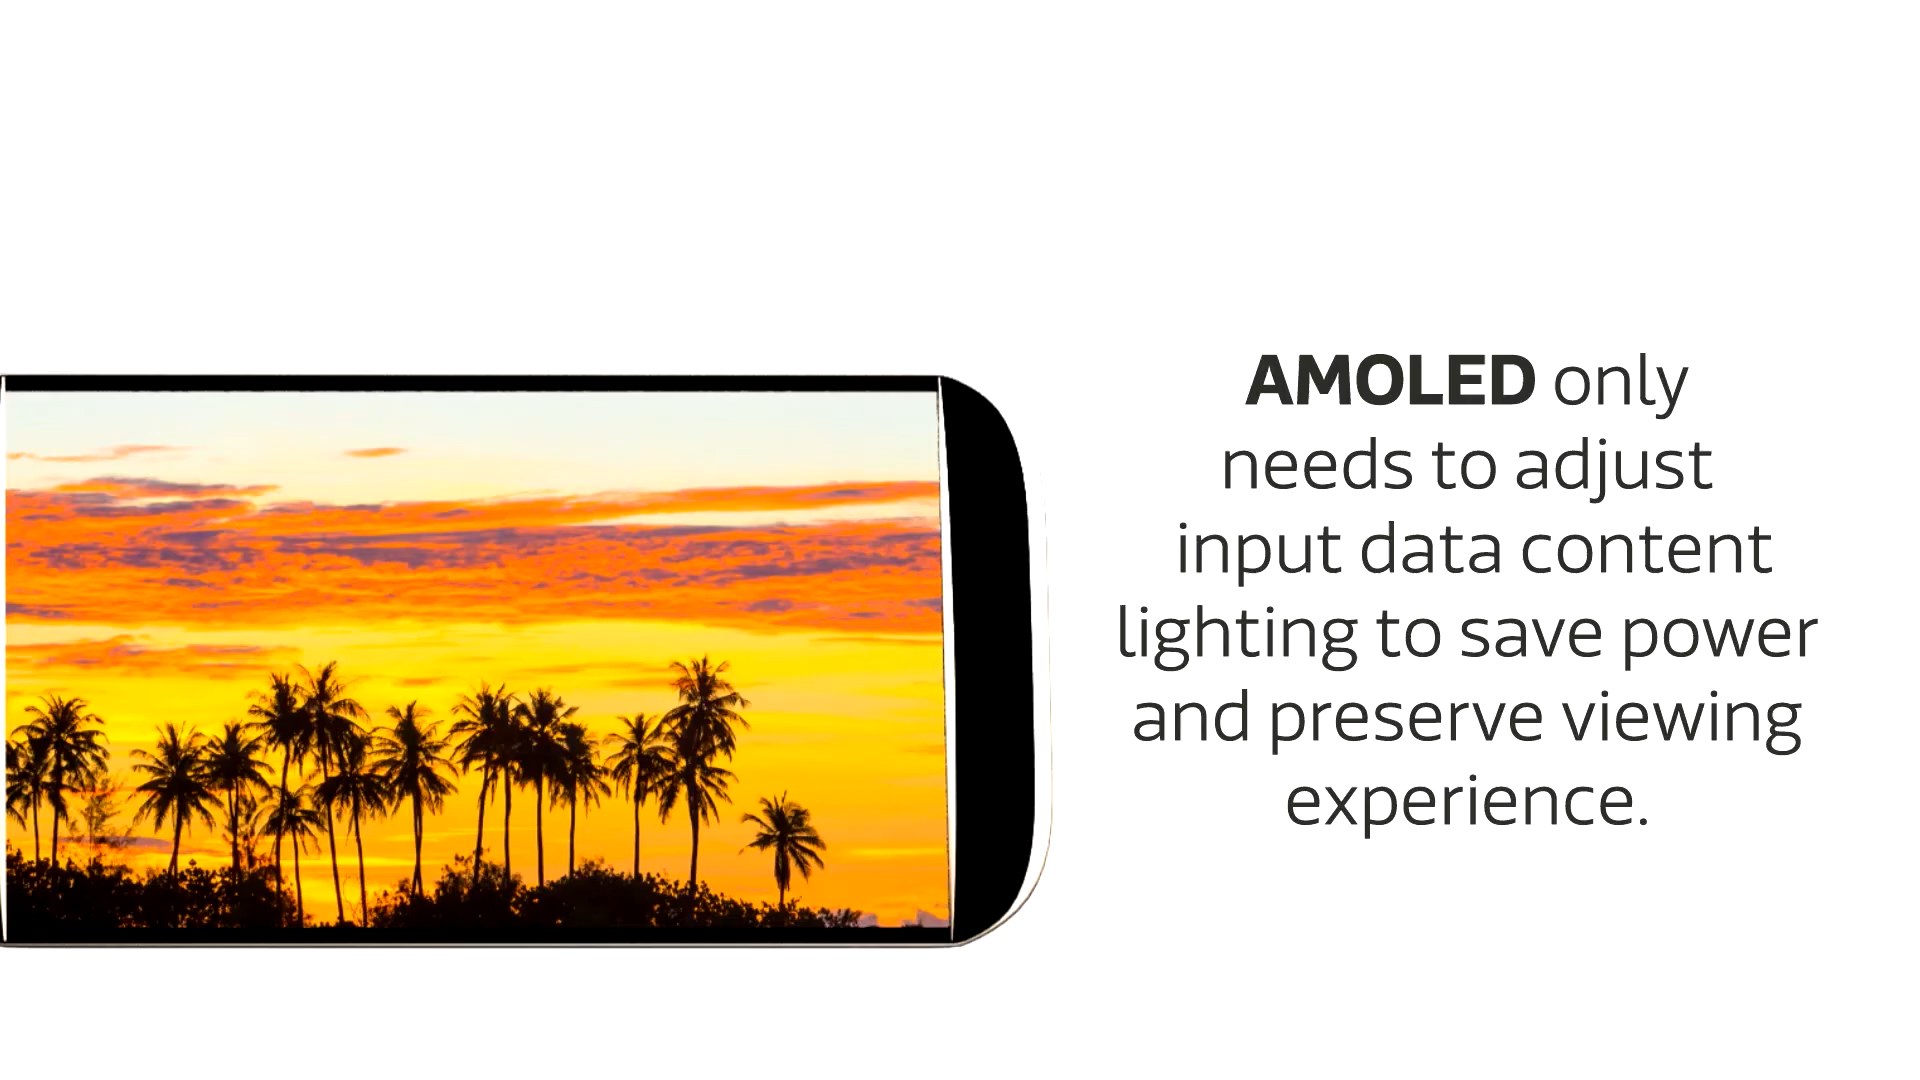 AMOLED only
needs to adjust
input data content
lighting to save power
and preserve viewing
experience.